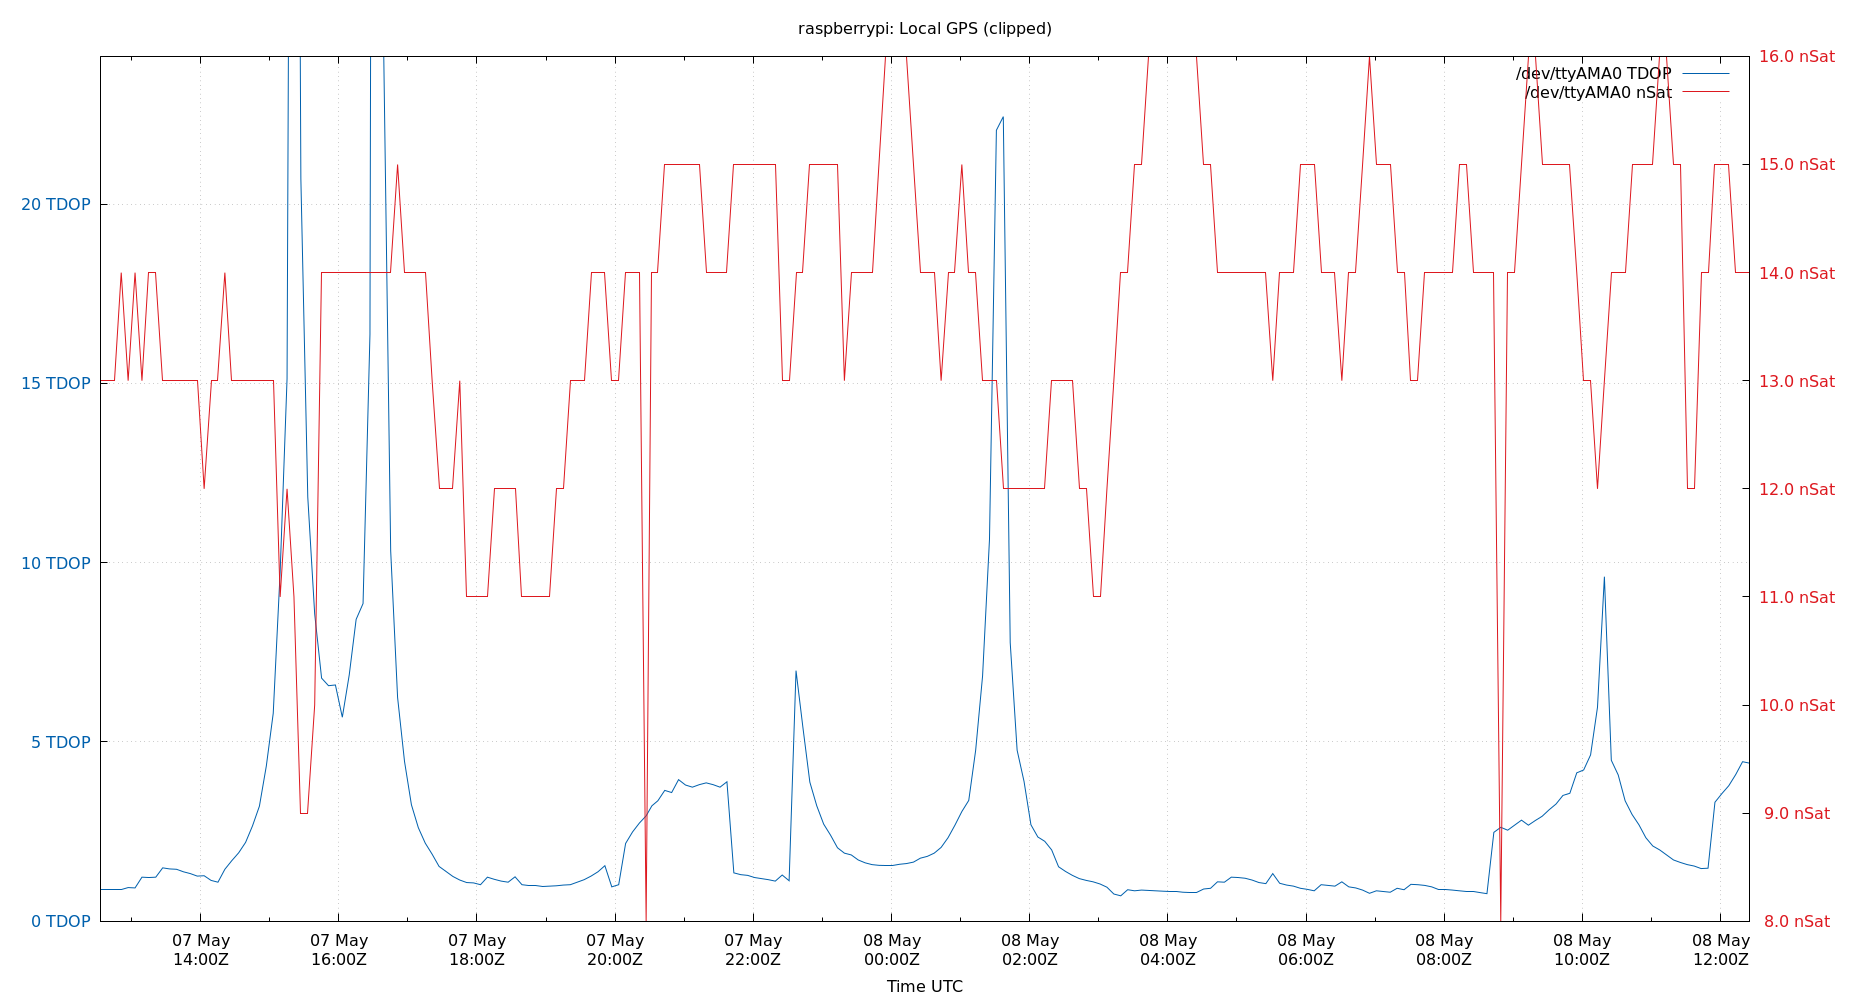 raspberrypi: Local GPS (clipped)
/dev/ttyAMA0 TDOP
/dev/ttyAMA0 nSat
20 TDOP
15 TDOP
10 TDOP
5 TDOP
0 TDOP
16.0 nSat
15.0 nSat
14.0 nSat
13.0 nSat
12.0 nSat
11.0 nSat
10.0 nSat
9.0 nSat
8.0 nSat
07 May 07 May 07 May 07 May 07 May 08 May 08 May 08 May 08 May 08 May 08 May 08 May
14:00Z 16:00Z 18:00Z 20:00Z 22:00Z 00:00Z 02:00Z 04:00Z 06:00Z 08:00Z 10:00Z 12:00Z
Time UTC